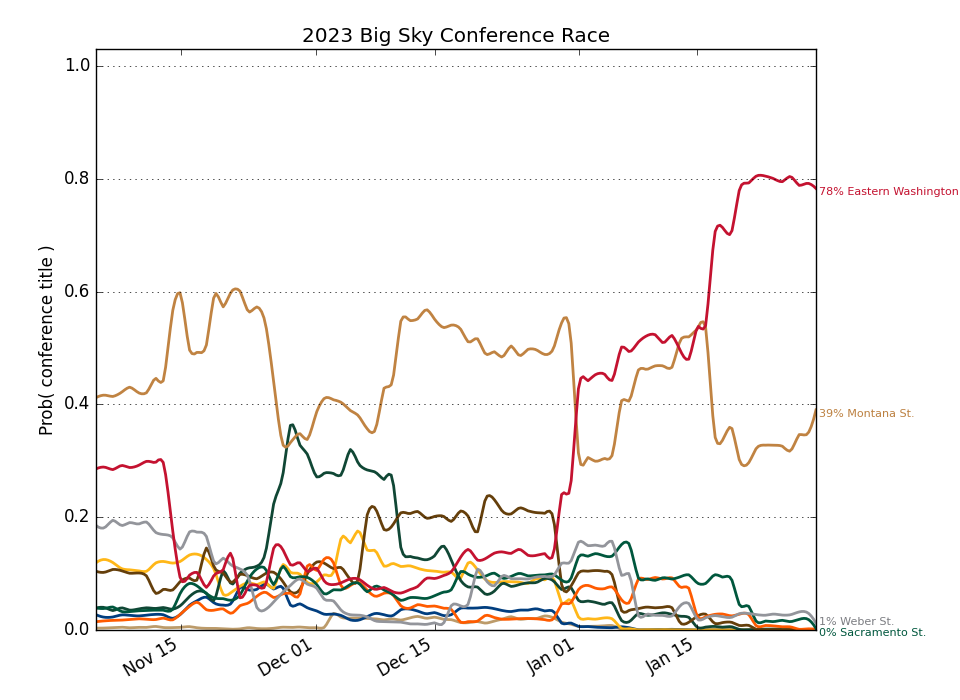 2023 Big Sky Conference Race
Prob( conference title )
1.0
0.8
0.6
0.4
0.2
0.0
Nov 15
Dec 01
Dec 15
Jan 01
Jan 15
78% Eastern Washington
39% Montana St.
1% Weber St.
0% Sacramento St.